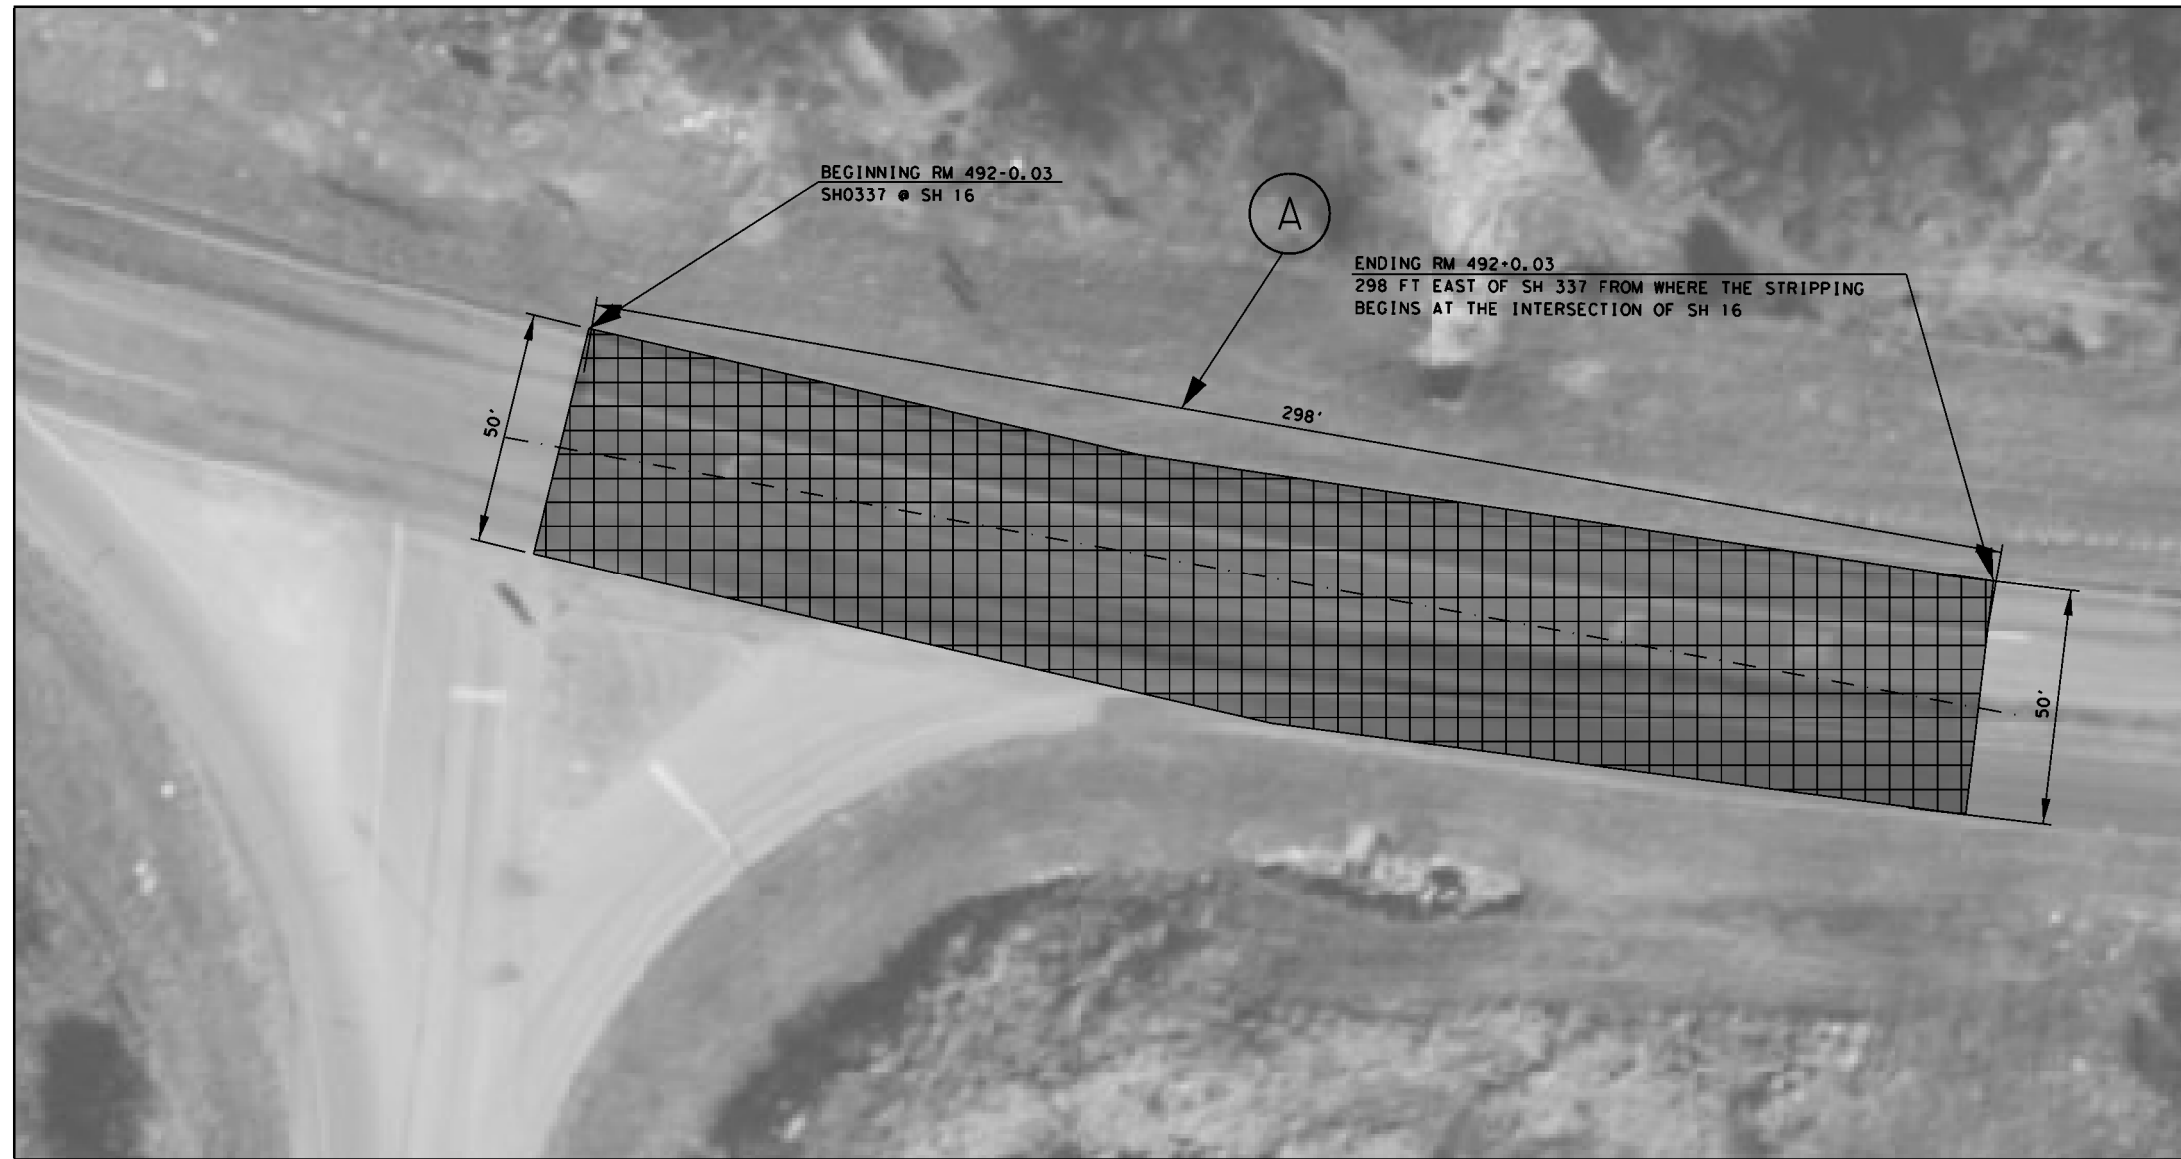 BEGINNING RM 492-0.03
SH0337 @ SH 16
A
ENDING RM 492+0.03
298 FT EAST OF SH 337 FROM WHERE THE STRIPPING
BEGINS AT THE INTERSECTION OF SH 16
298'
50'
50'